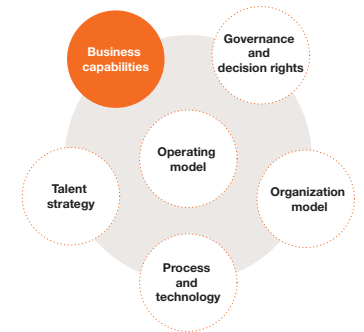 Business
capabilities
Governance
and
decision rights
Operating
model
Talent
strategy
Organization
model
Process
and
technology